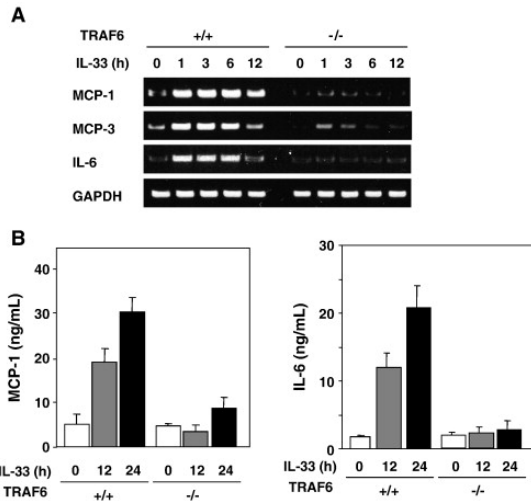 A
TRAF6 +/+ -/-
IL-33 (h) 0 1 3 6 12 0 1 3 6 12
MCP-1
MCP-3
IL-6
GAPDH
B
MCP-1 (ng/mL)
40
30
20
10
0
IL-33 (h) 0 12 24 0 12 24
TRAF6 +/+ -/-
IL-6 (ng/mL)
30
20
10
0
IL-33 (h) 0 12 24 0 12 24
TRAF6 +/+ -/-